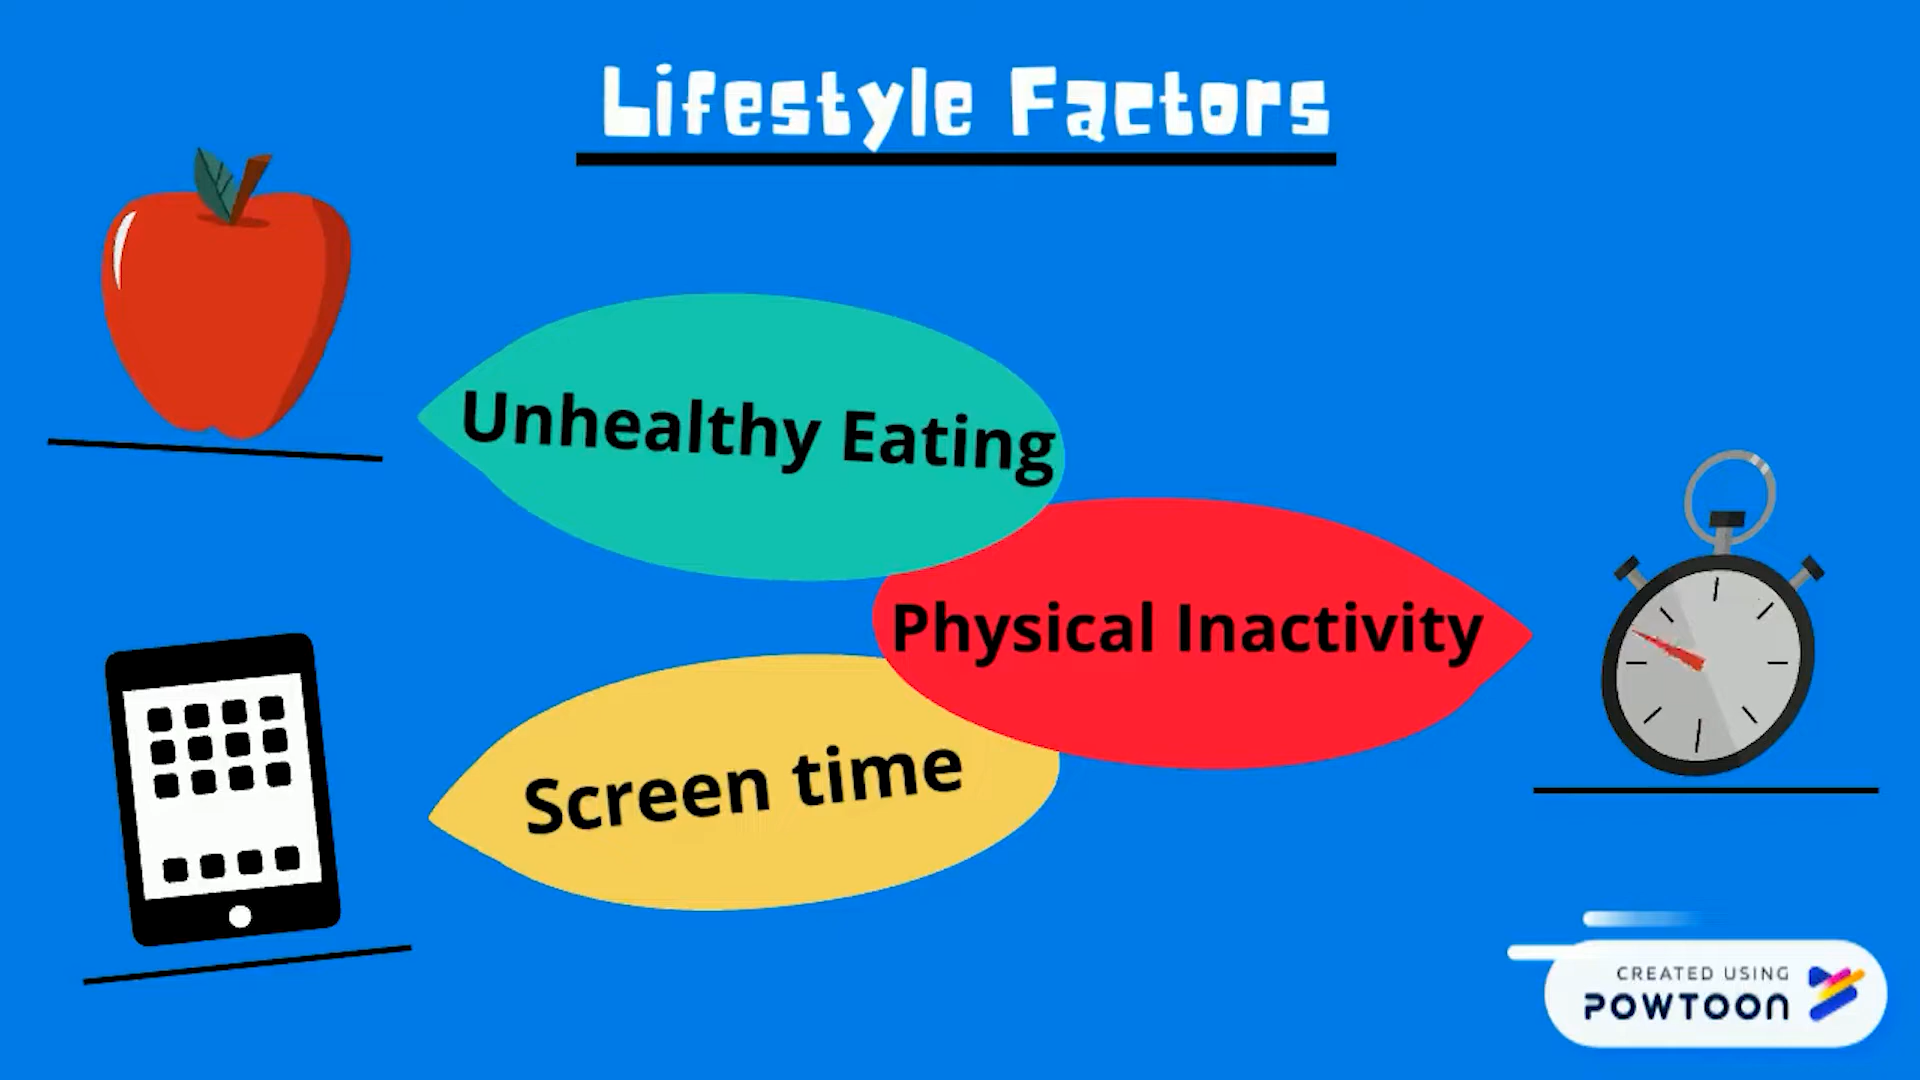 Lifestyle Factors
Unhealthy Eating
Physical Inactivity
Screen time
CREATED USING
POWTOON